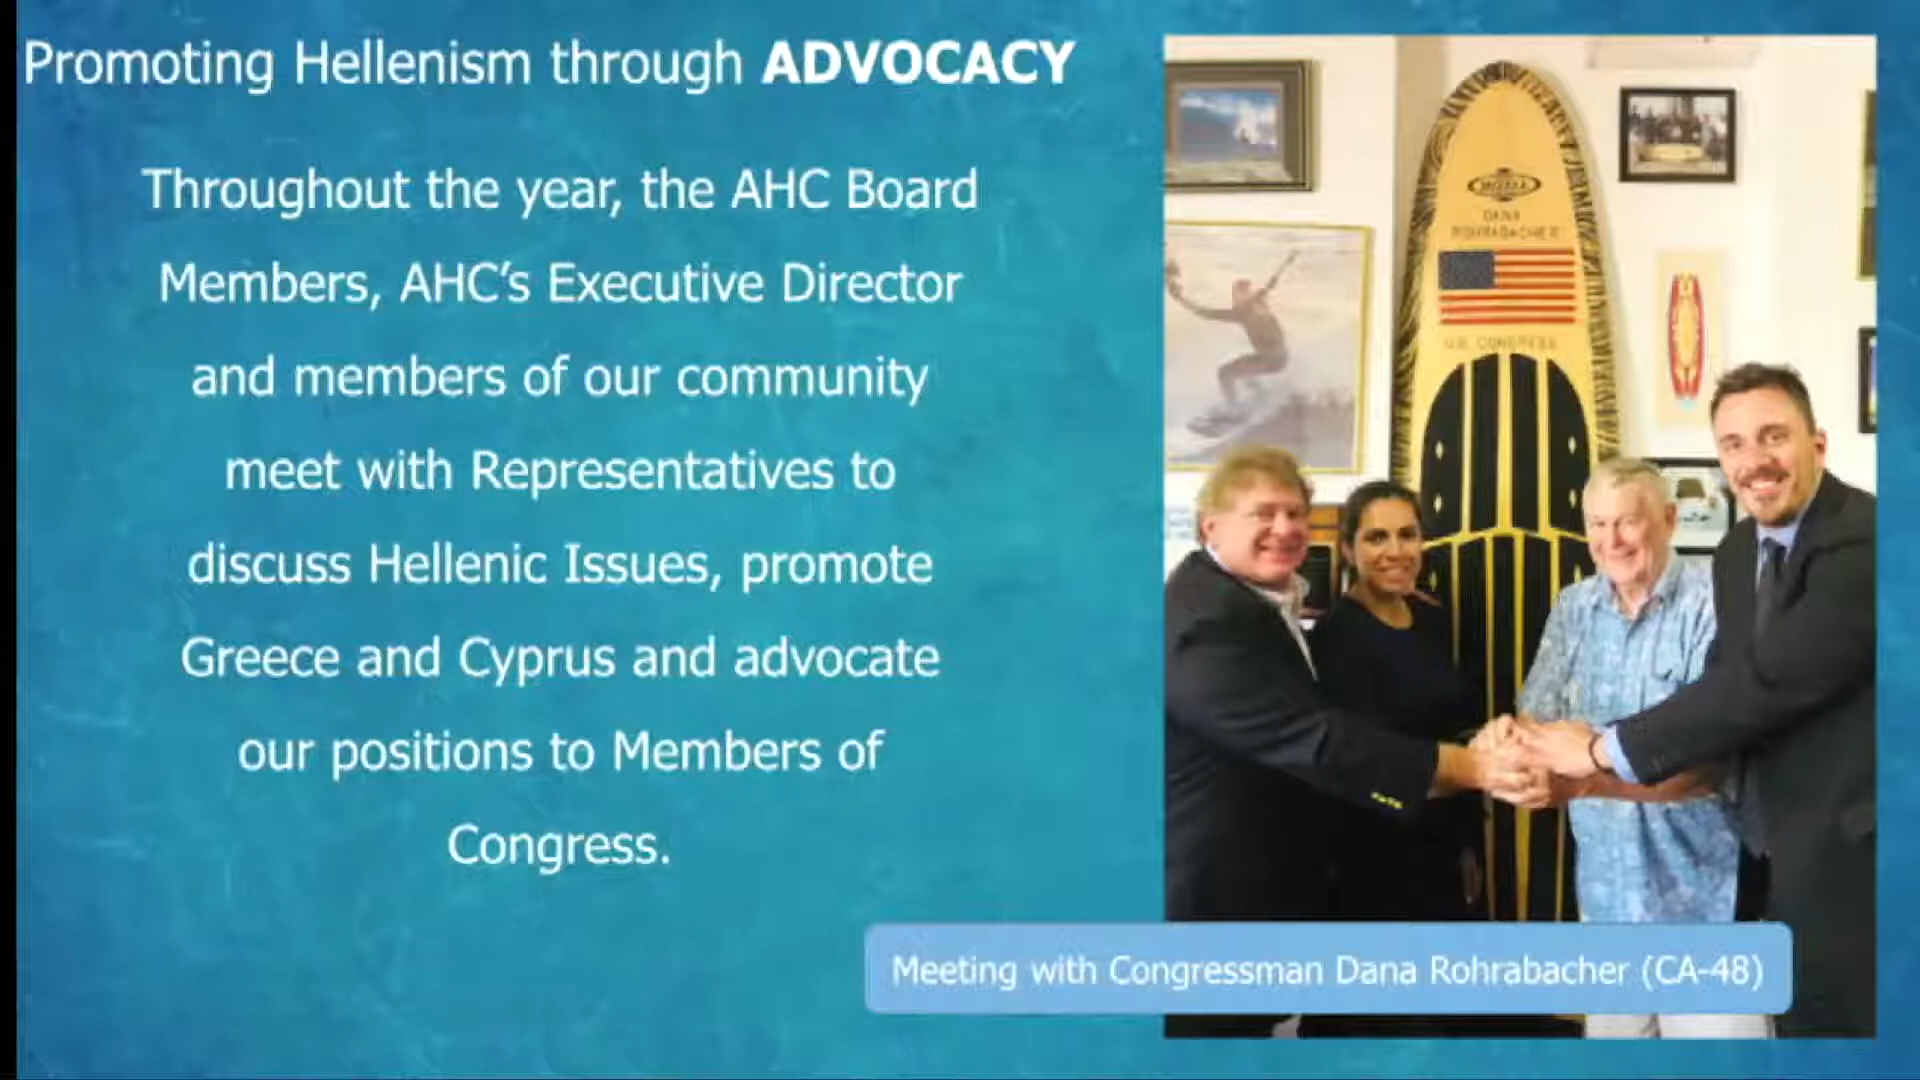 Promoting Hellenism through ADVOCACY
Throughout the year, the AHC Board
Members, AHC's Executive Director
and members of our community
meet with Representatives to
discuss Hellenic Issues, promote
Greece and Cyprus and advocate
our positions to Members of
Congress.
DANA
ROHRABACHER
U.S. CONGRESS
Meeting with Congressman Dana Rohrabacher (CA-48)